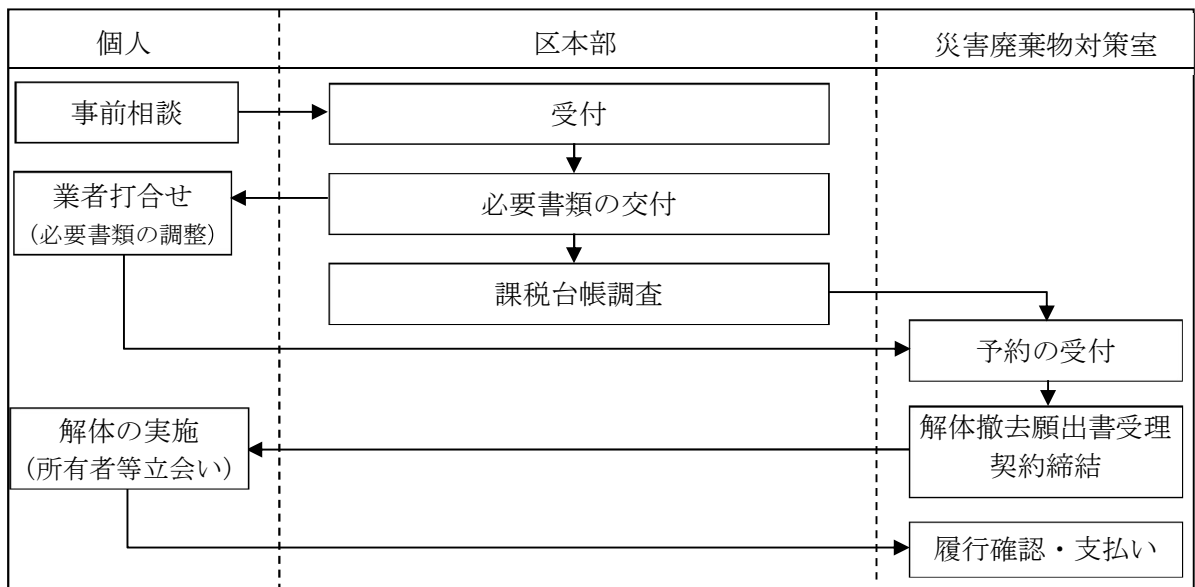 個人
区本部
災害廃棄物対策室
事前相談
受付
業者打合せ
(必要書類の調整)
必要書類の交付
課税台帳調査
予約の受付
解体の実施
(所有者等立会い)
解体撤去願出書受理
契約締結
履行確認・支払い